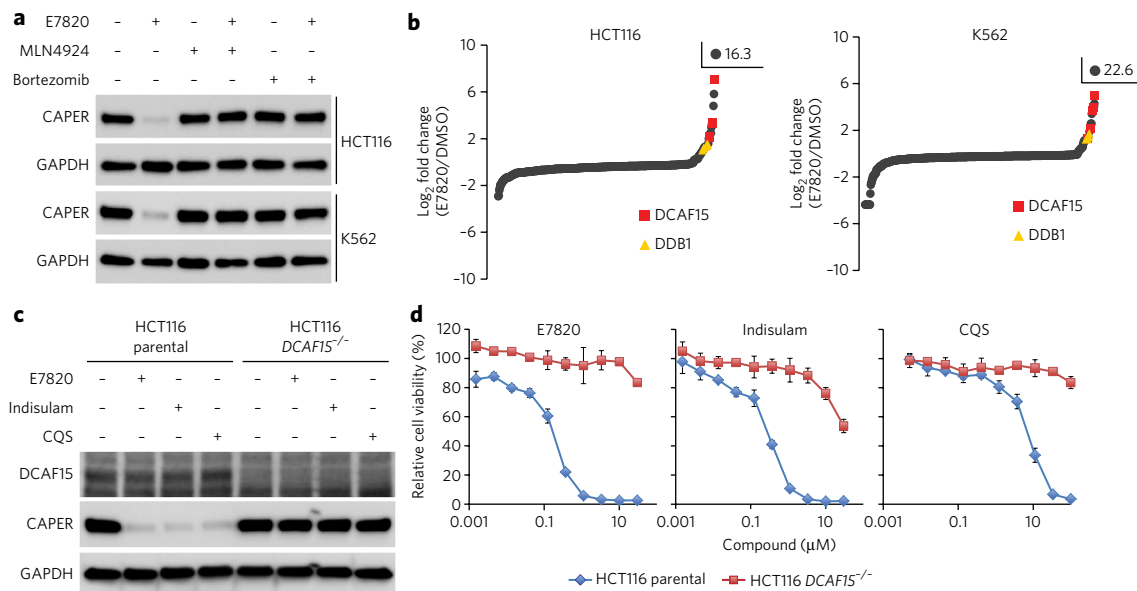 a
E7820 – + – + – +
MLN4924 – – + + – –
Bortezomib – – – – + +
CAPER
GAPDH
HCT116
CAPER
GAPDH
K562
b
HCT116
16.3
10
6
2
–2
–6
–10
Log2 fold change
(E7820/DMSO)
DCAF15
DDB1
K562
22.6
10
6
2
–2
–6
–10
Log2 fold change
(E7820/DMSO)
DCAF15
DDB1
c
HCT116
parental
HCT116
DCAF15–/–
E7820 – + – – – + – –
Indisulam – – + – – – + –
CQS – – – + – – – +
DCAF15
CAPER
GAPDH
d
E7820
Indisulam
CQS
Relative cell viability (%)
120
100
80
60
40
20
0
0.001 0.1 10
0.001 0.1 10
0.001 0.1 10
Compound (μM)
HCT116 parental
HCT116 DCAF15–/–